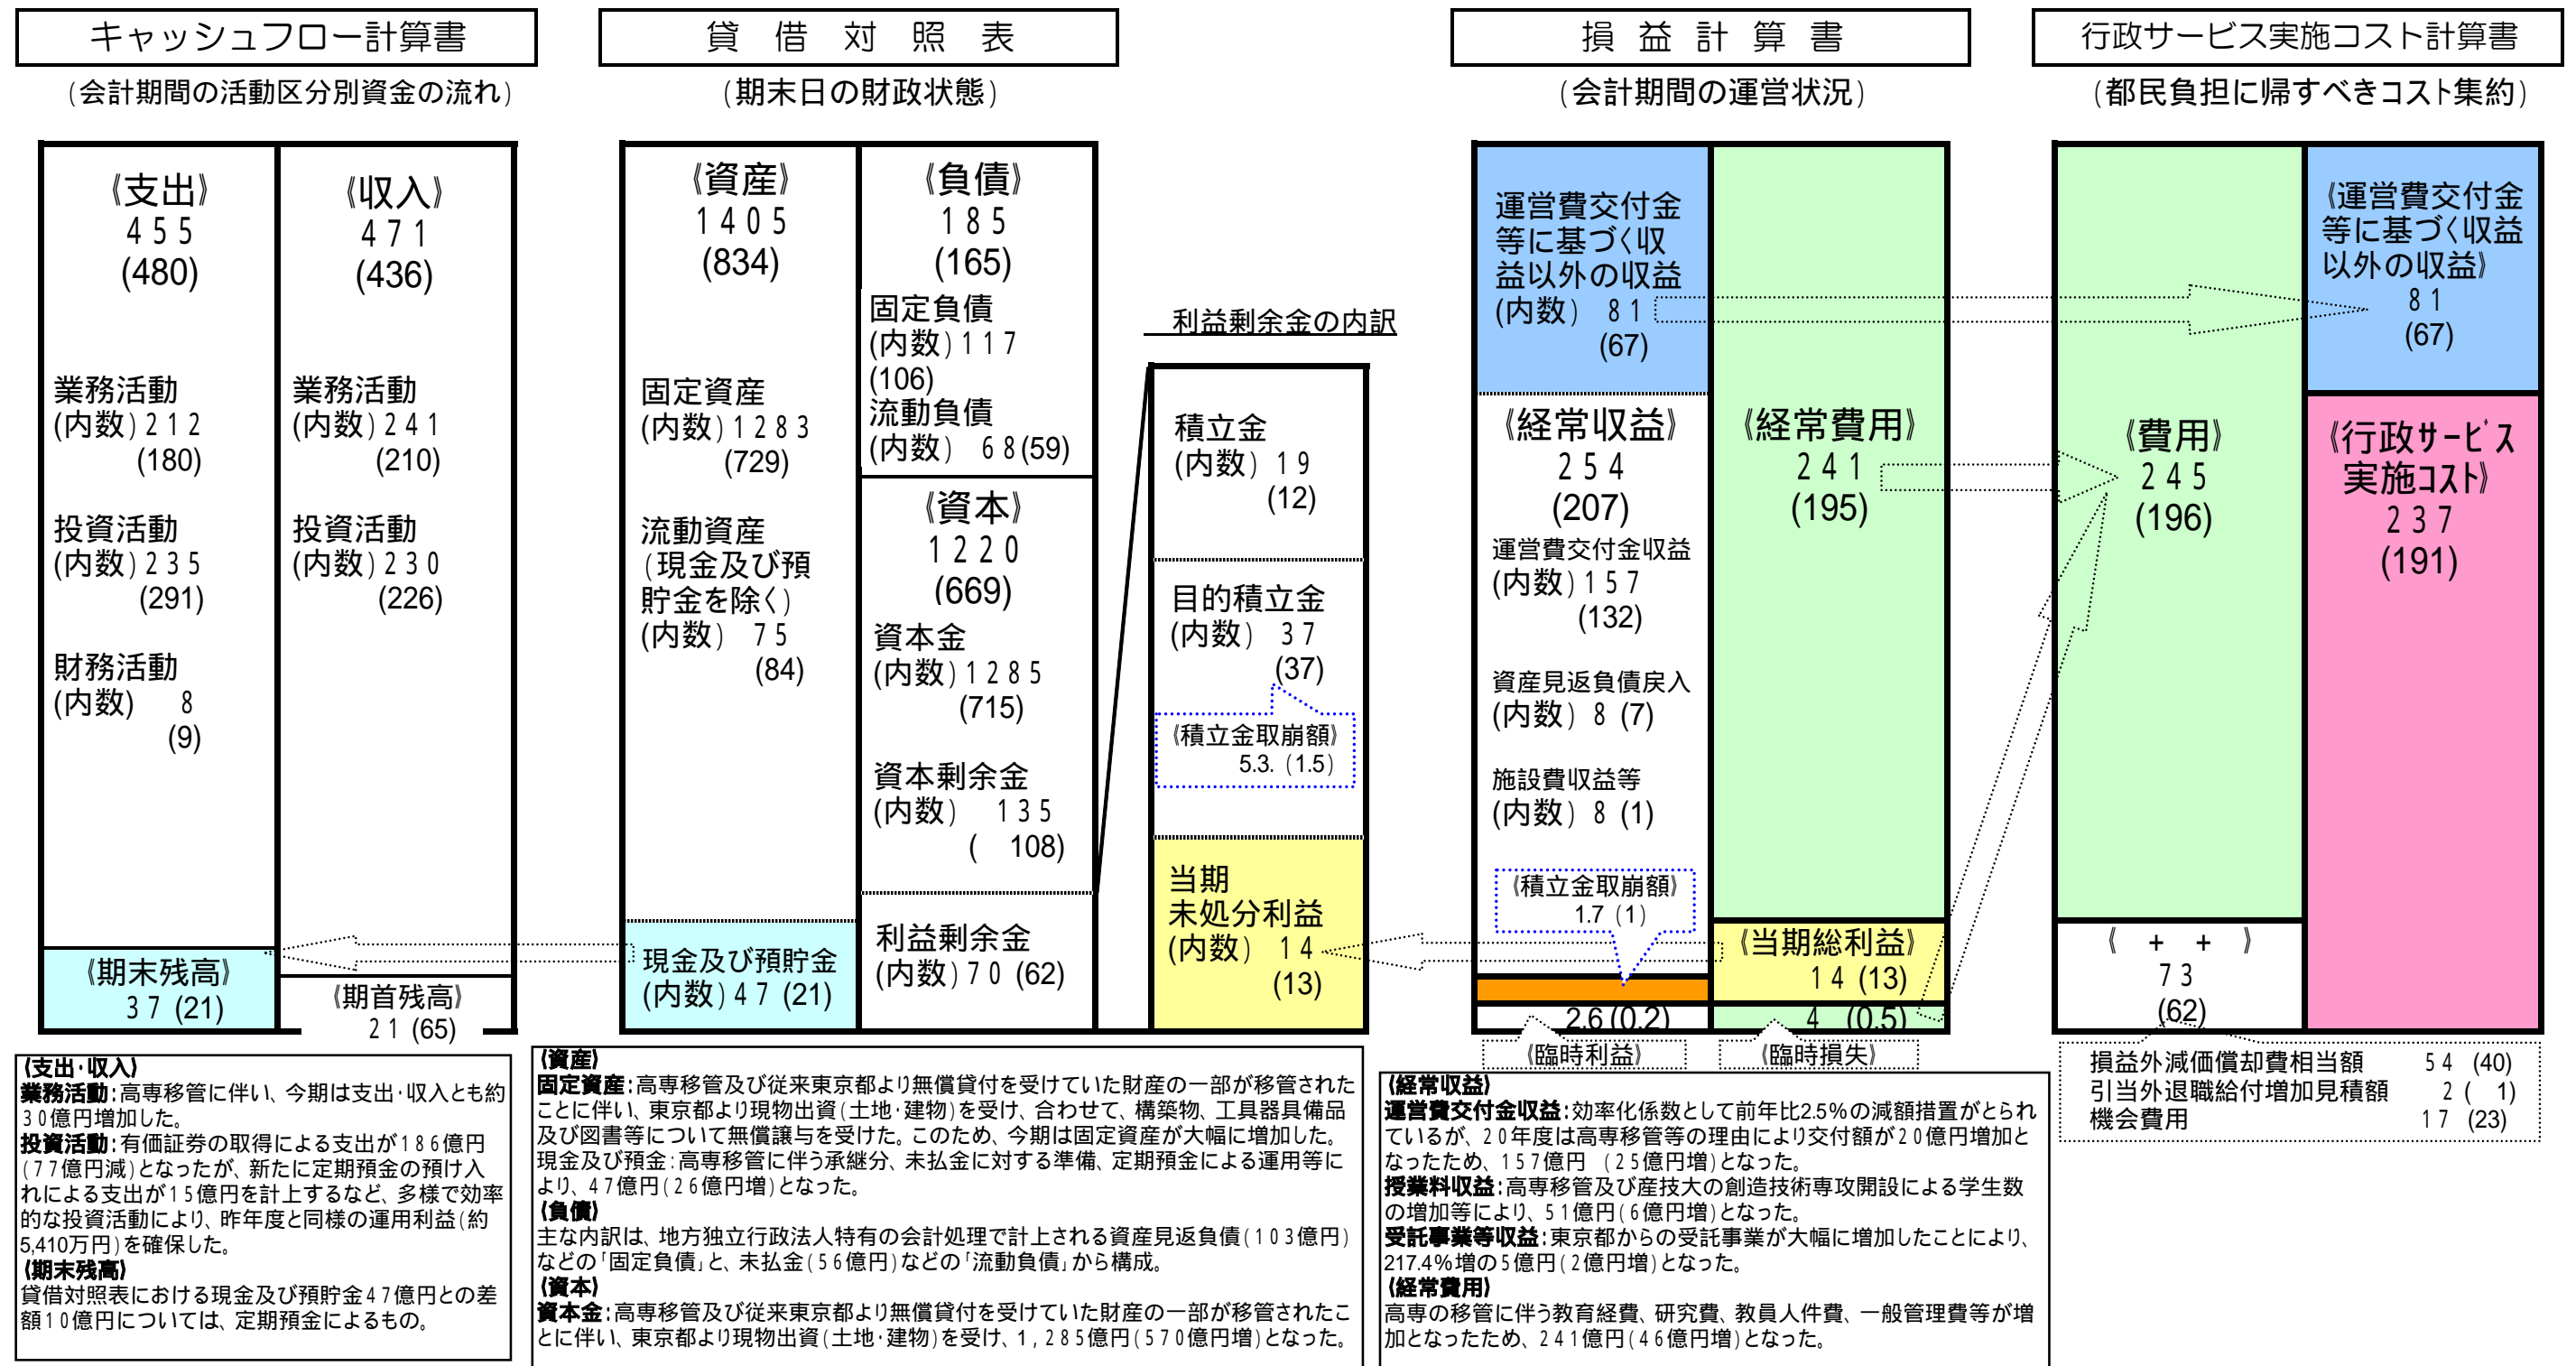 キャッシュフロー計算書
(会計期間の活動区分別資金の流れ)
《支出》
455
(480)
業務活動
(内数)212
(180)
投資活動
(内数)235
(291)
財務活動
(内数) 8
(9)
《期末残高》
37 (21)
《収入》
471
(436)
業務活動
(内数)241
(210)
投資活動
(内数)230
(226)
《期首残高》
21 (65)
貸借対照表
(期末日の財政状態)
《資産》
1405
(834)
固定資産
(内数)1283
(729)
流動資産
(現金及び預
貯金を除く)
(内数) 75
(84)
現金及び預貯金
(内数)47 (21)
《負債》
185
(165)
固定負債
(内数)117
(106)
流動負債
(内数) 68(59)
《資本》
1220
(669)
資本金
(内数)1285
(715)
資本剰余金
(内数) 135
( 108)
利益剰余金
(内数)70 (62)
利益剰余金の内訳
積立金
(内数) 19
(12)
目的積立金
(内数) 37
(37)
《積立金取崩額》
5.3. (1.5)
当期
未処分利益
(内数) 14
(13)
損益計算書
(会計期間の運営状況)
運営費交付金
等に基づく収
益以外の収益
(内数) 81
(67)
《経常収益》
254
(207)
運営費交付金収益
(内数)157
(132)
資産見返負債戻入
(内数) 8 (7)
施設費収益等
(内数) 8 (1)
《積立金取崩額》
1.7 (1)
2.6 (0.2)
《臨時利益》
《経常費用》
241
(195)
《当期総利益》
14 (13)
4 (0.5)
《臨時損失》
行政サービス実施コスト計算書
(都民負担に帰すべきコスト集約)
《費用》
245
(196)
《 + + 》
73
(62)
《運営費交付金
等に基づく収益
以外の収益》
81
(67)
《行政サービス
実施コスト》
237
(191)
損益外減価償却費相当額 54 (40)
引当外退職給付増加見積額 2 ( 1)
機会費用 17 (23)
《支出・収入》
業務活動:高専移管に伴い、今期は支出・収入とも約
30億円増加した。
投資活動:有価証券の取得による支出が186億円
(77億円減)となったが、新たに定期預金の預け入
れによる支出が15億円を計上するなど、多様で効率
的な投資活動により、昨年度と同様の運用利益(約
5,410万円)を確保した。
《期末残高》
貸借対照表における現金及び預貯金47億円との差
額10億円については、定期預金によるもの。
《資産》
固定資産:高専移管及び従来東京都より無償貸付を受けていた財産の一部が移管された
ことに伴い、東京都より現物出資(土地・建物)を受け、合わせて、構築物、工具器具備品
及び図書等について無償譲与を受けた。このため、今期は固定資産が大幅に増加した。
現金及び預金:高専移管に伴う承継分、未払金に対する準備、定期預金による運用等に
より、47億円(26億円増)となった。
《負債》
主な内訳は、地方独立行政法人特有の会計処理で計上される資産見返負債(103億円)
などの「固定負債」と、未払金(56億円)などの「流動負債」から構成。
《資本》
資本金:高専移管及び従来東京都より無償貸付を受けていた財産の一部が移管されたこ
とに伴い、東京都より現物出資(土地・建物)を受け、1,285億円(570億円増)となった。
《経常収益》
運営費交付金収益:効率化係数として前年比2.5%の減額措置がとられ
ているが、20年度は高専移管等の理由により交付額が20億円増加と
なったため、157億円 (25億円増)となった。
授業料収益:高専移管及び産技大の創造技術専攻開設による学生数
の増加等により、51億円(6億円増)となった。
受託事業等収益:東京都からの受託事業が大幅に増加したことにより、
217.4%増の5億円(2億円増)となった。
《経常費用》
高専の移管に伴う教育経費、研究費、教員人件費、一般管理費等が増
加となったため、241億円(46億円増)となった。